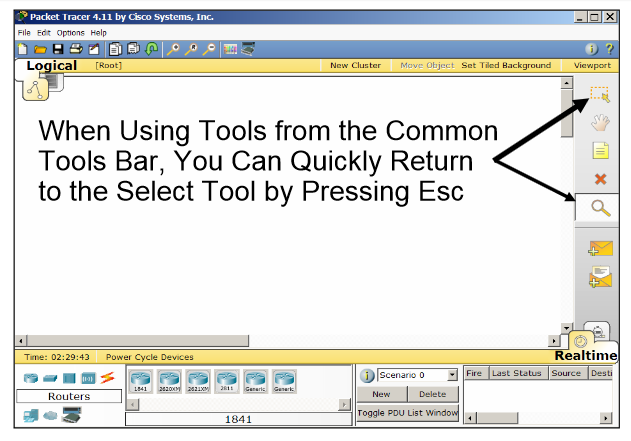 Packet Tracer 4.11 by Cisco Systems, Inc.
File Edit Options Help
Logical [Root] New Cluster Move Object Set Tiled Background Viewport
When Using Tools from the Common
Tools Bar, You Can Quickly Return
to the Select Tool by Pressing Esc
Time: 02:29:43 Power Cycle Devices Realtime
Routers
1841 2620XM 2621XM 2811 Generic Generic
1841
Scenario 0
New Delete
Toggle PDU List Window
Fire Last Status Source Desti